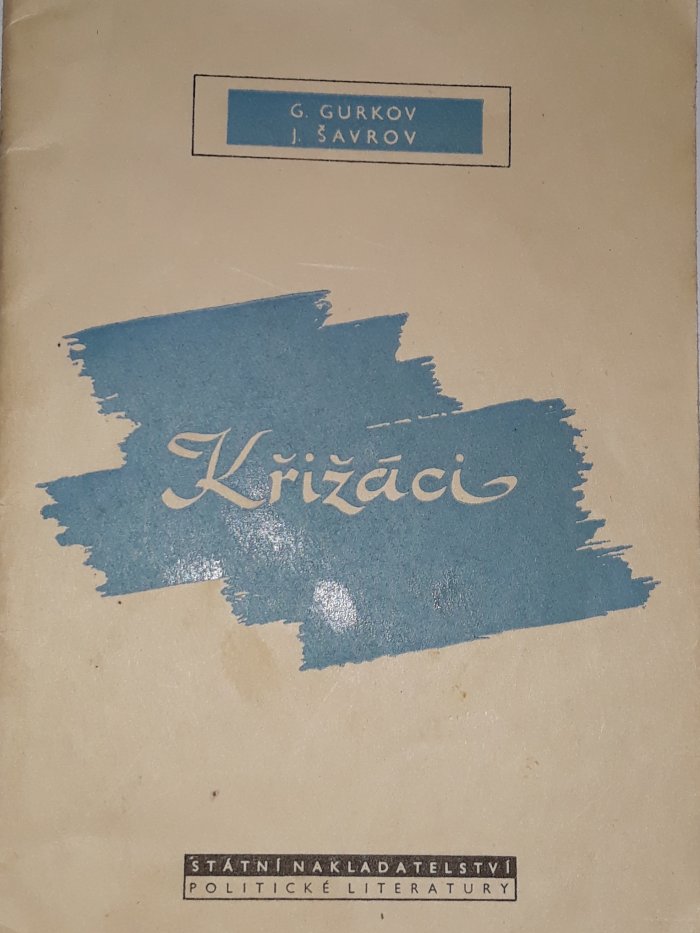 G. GURKOV
J. ŠAVROV
Křižáci
STÁTNÍ NAKLADATELSTVÍ
POLITICKÉ LITERATURY